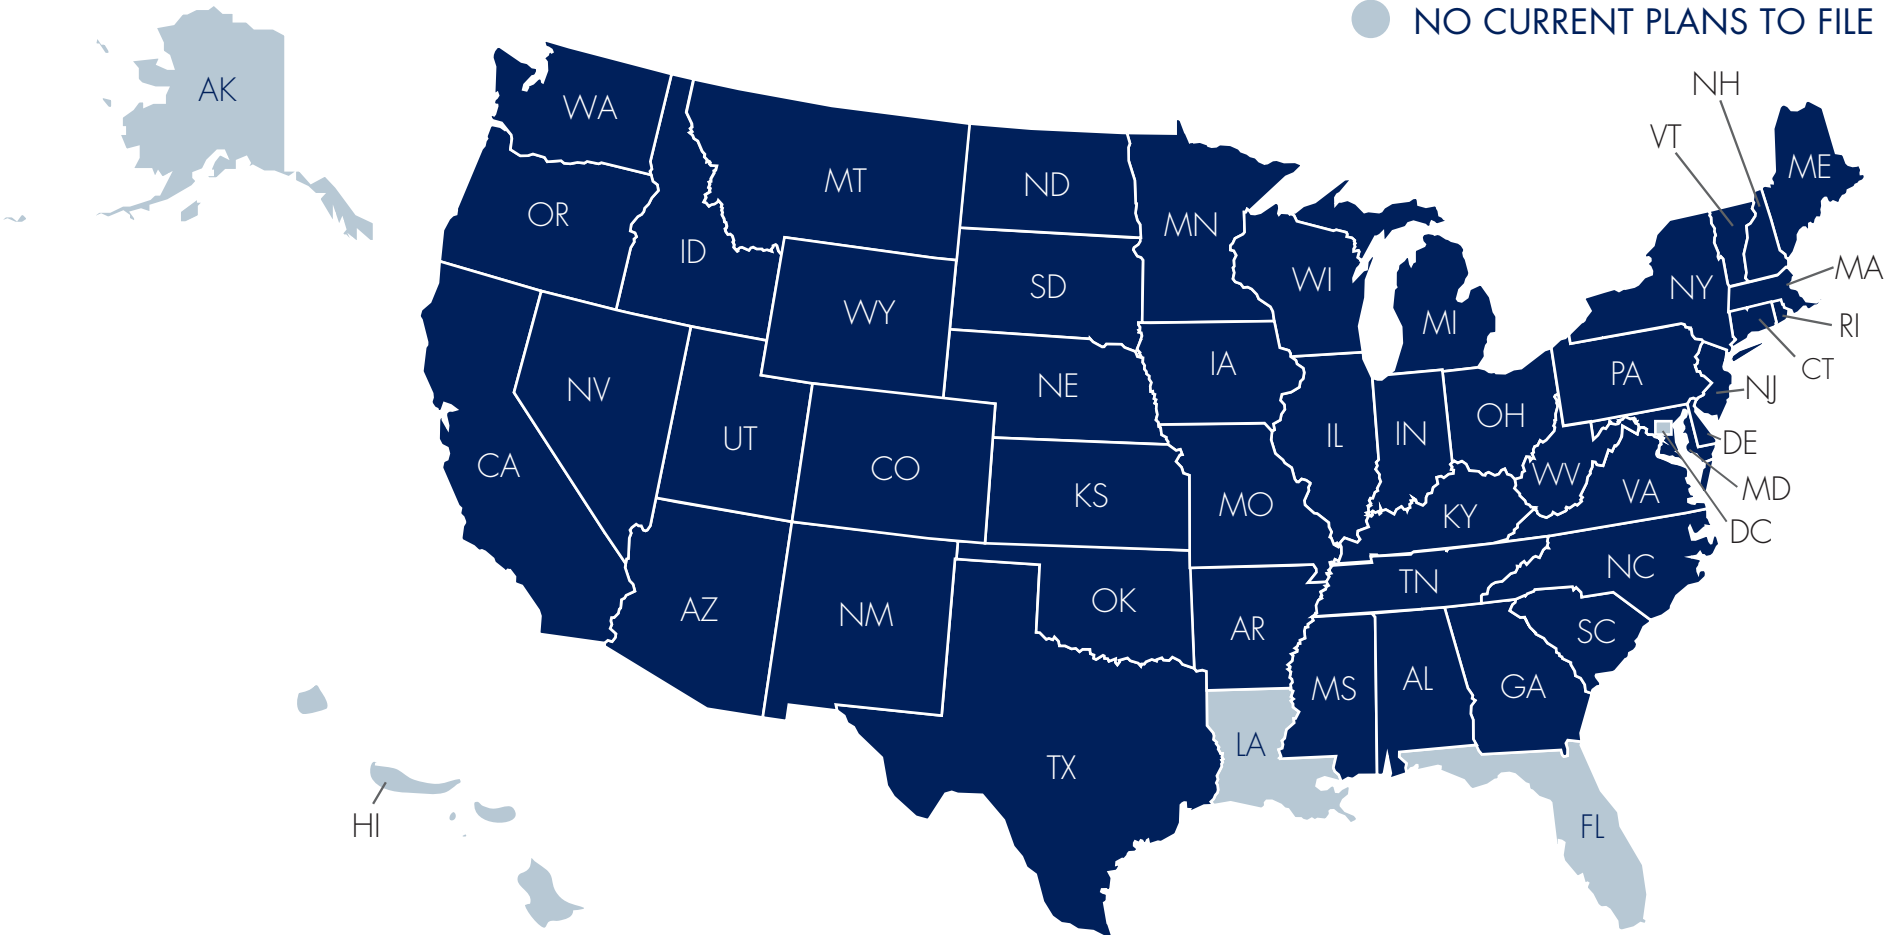 NO CURRENT PLANS TO FILE
NH
AK
WA
VT
ME
MT
ND
OR
MN
ID
MA
WI
SD
NY
WY
MI
RI
IA
CT
PA
NE
NV
NJ
OH
IL
IN
UT
DE
CA
CO
WV
MD
VA
KS
MO
KY
DC
NC
TN
OK
AZ
NM
AR
SC
AL
GA
MS
LA
TX
HI
FL